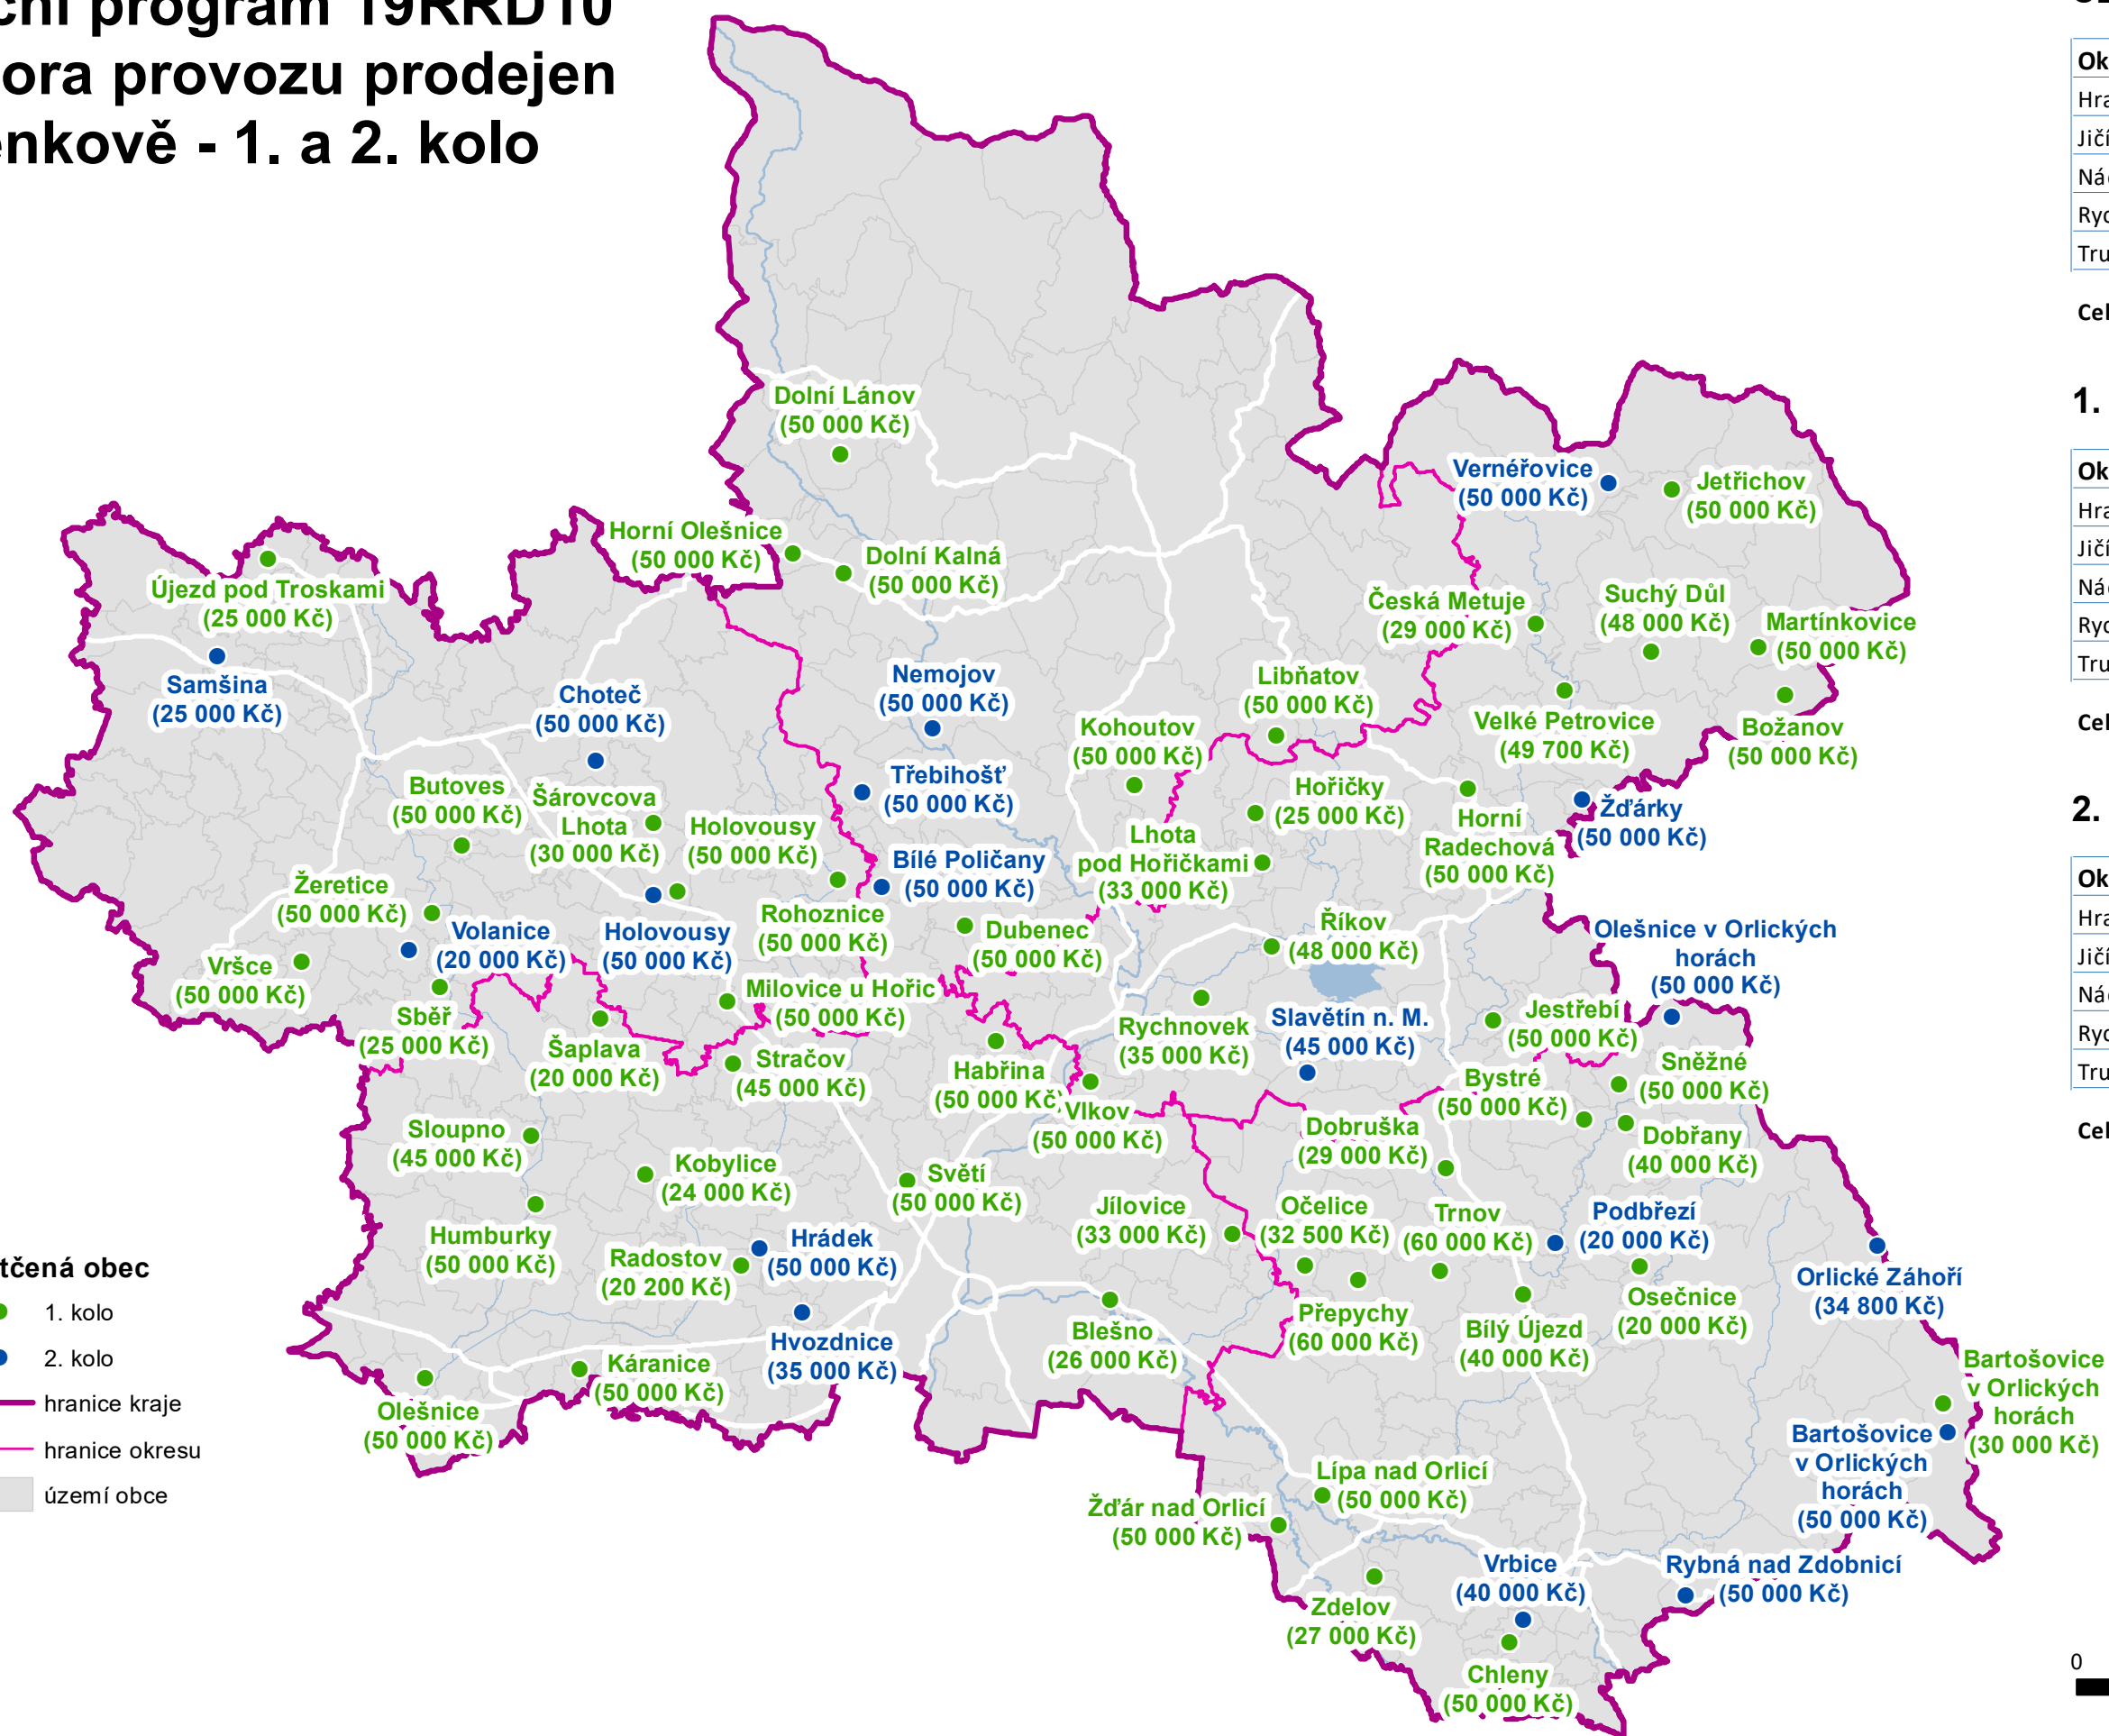 ční program 19RRD10
ora provozu prodejen
enkově - 1. a 2. kolo
Dolní Lánov
(50 000 Kč)
Vernéřovice
(50 000 Kč)
Jetřichov
(50 000 Kč)
Horní Olešnice
(50 000 Kč)
Dolní Kalná
(50 000 Kč)
Újezd pod Troskami
(25 000 Kč)
Česká Metuje
(29 000 Kč)
Suchý Důl
(48 000 Kč)
Martínkovice
(50 000 Kč)
Samšina
(25 000 Kč)
Choteč
(50 000 Kč)
Nemojov
(50 000 Kč)
Libňatov
(50 000 Kč)
Kohoutov
(50 000 Kč)
Velké Petrovice
(49 700 Kč)
Božanov
(50 000 Kč)
Butoves
(50 000 Kč)
Šárovcova
Lhota
(30 000 Kč)
Třebihošť
(50 000 Kč)
Hořičky
(25 000 Kč)
Horní
Radechová
(50 000 Kč)
Žďárky
(50 000 Kč)
Holovousy
(50 000 Kč)
Lhota
pod Hořičkami
(33 000 Kč)
Bílé Poličany
(50 000 Kč)
Žeretice
(50 000 Kč)
Volanice
(20 000 Kč)
Holovousy
(50 000 Kč)
Rohoznice
(50 000 Kč)
Dubenec
(50 000 Kč)
Říkov
(48 000 Kč)
Olešnice v Orlických
horách
(50 000 Kč)
Vršce
(50 000 Kč)
Milovice u Hořic
(50 000 Kč)
Sběř
(25 000 Kč)
Šaplava
(20 000 Kč)
Stračov
(45 000 Kč)
Habřina
(50 000 Kč)
Rychnovek
(35 000 Kč)
Slavětín n. M.
(45 000 Kč)
Jestřebí
(50 000 Kč)
Sněžné
(50 000 Kč)
Bystré
(50 000 Kč)
Vlkov
(50 000 Kč)
Dobruška
(29 000 Kč)
Dobřany
(40 000 Kč)
Sloupno
(45 000 Kč)
Kobylice
(24 000 Kč)
Světí
(50 000 Kč)
Jílovice
(33 000 Kč)
Očelice
(32 500 Kč)
Trnov
(60 000 Kč)
Podbřezí
(20 000 Kč)
Humburky
(50 000 Kč)
Radostov
(20 200 Kč)
Hrádek
(50 000 Kč)
Orlické Záhoří
(34 800 Kč)
Osečnice
(20 000 Kč)
Přepychy
(60 000 Kč)
Bílý Újezd
(40 000 Kč)
Blešno
(26 000 Kč)
Hvozdnice
(35 000 Kč)
Káranice
(50 000 Kč)
Olešnice
(50 000 Kč)
Bartošovice
v Orlických
horách
(30 000 Kč)
Bartošovice
v Orlických
horách
(50 000 Kč)
Lípa nad Orlicí
(50 000 Kč)
Žďár nad Orlicí
(50 000 Kč)
Vrbice
(40 000 Kč)
Rybná nad Zdobnicí
(50 000 Kč)
Zdelov
(27 000 Kč)
Chleny
(50 000 Kč)
tčená obec
1. kolo
2. kolo
hranice kraje
hranice okresu
území obce
Ok
Hra
Jičí
Nác
Ryc
Tru
Cel
1.
Ok
Hra
Jičí
Nác
Ryc
Tru
Cel
2.
Ok
Hra
Jičí
Nác
Ryc
Tru
Cel
0